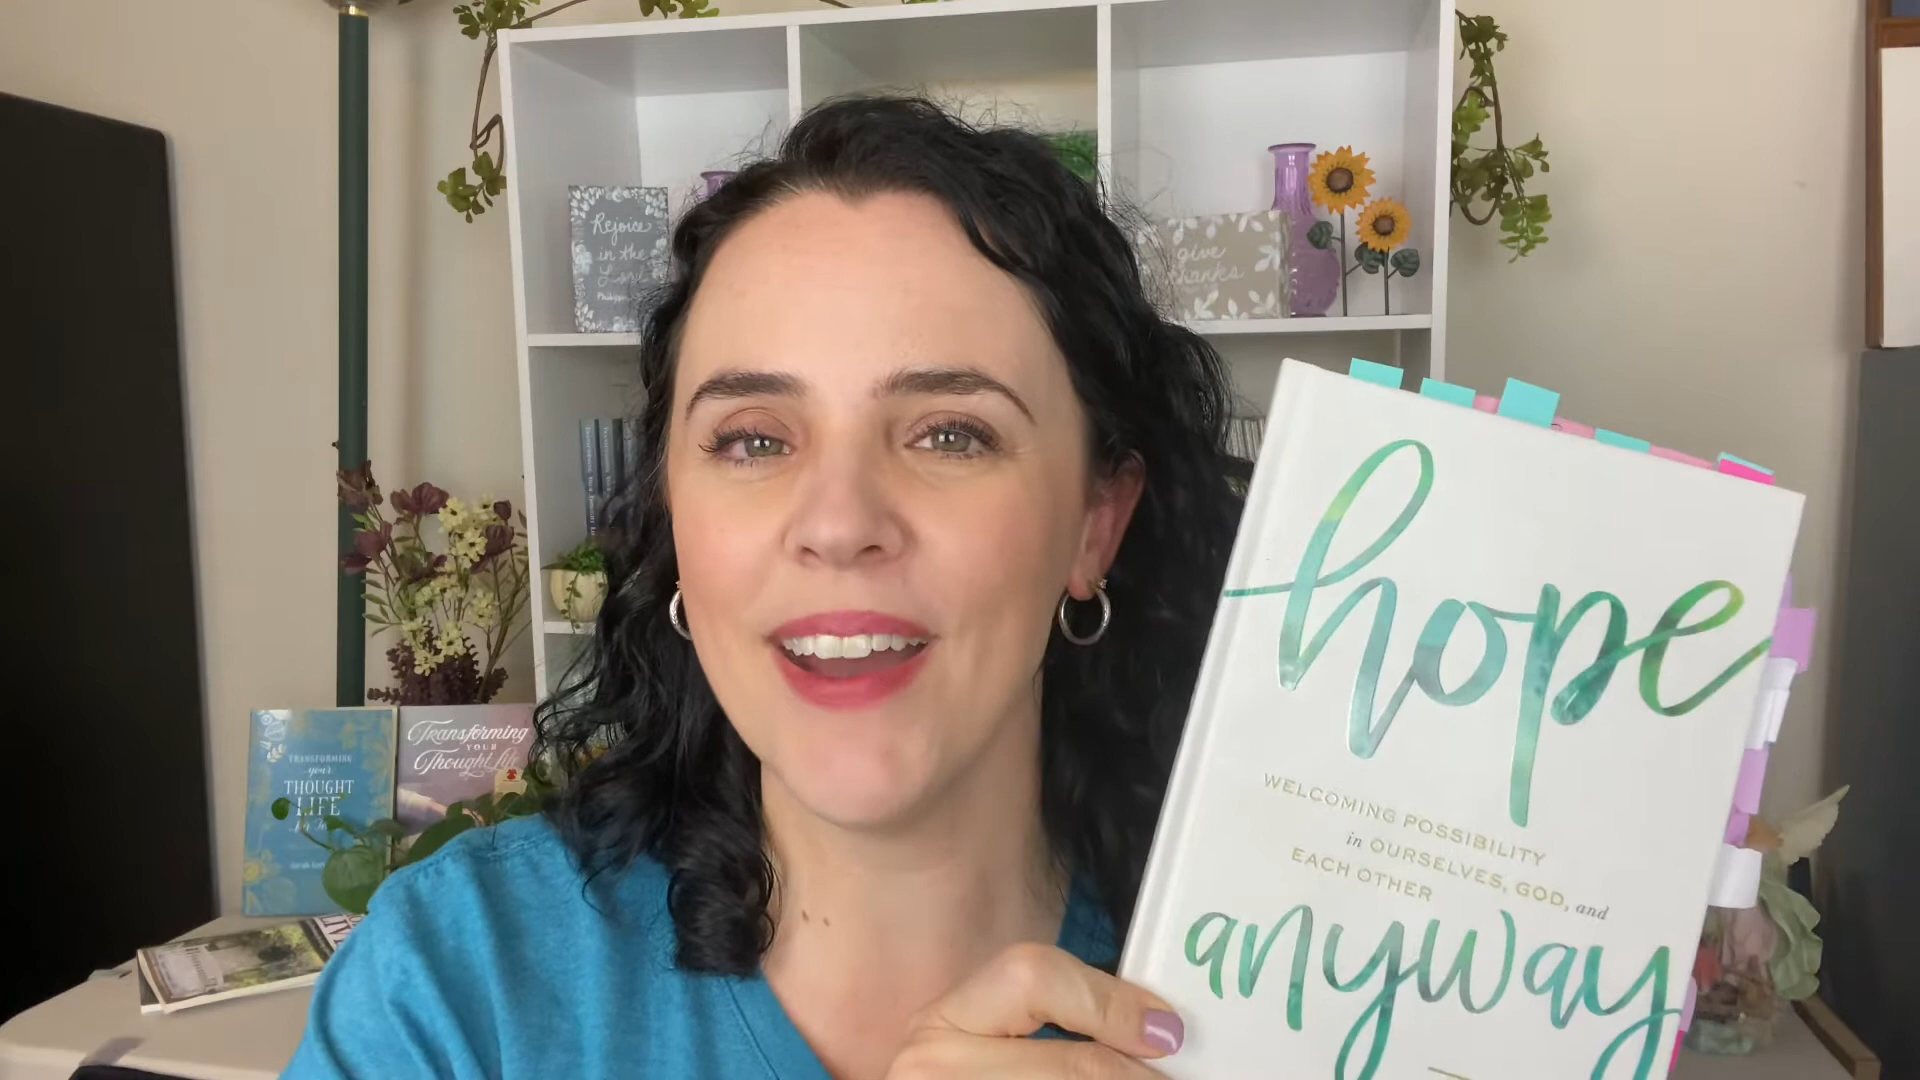 Rejoice
in the
give
thanks
hope
WELCOMING POSSIBILITY
in OURSELVES, GOD, and
EACH OTHER
anyway
TRANSFORMING
your
THOUGHT
LIFE
Transforming
YOUR
Thought Life